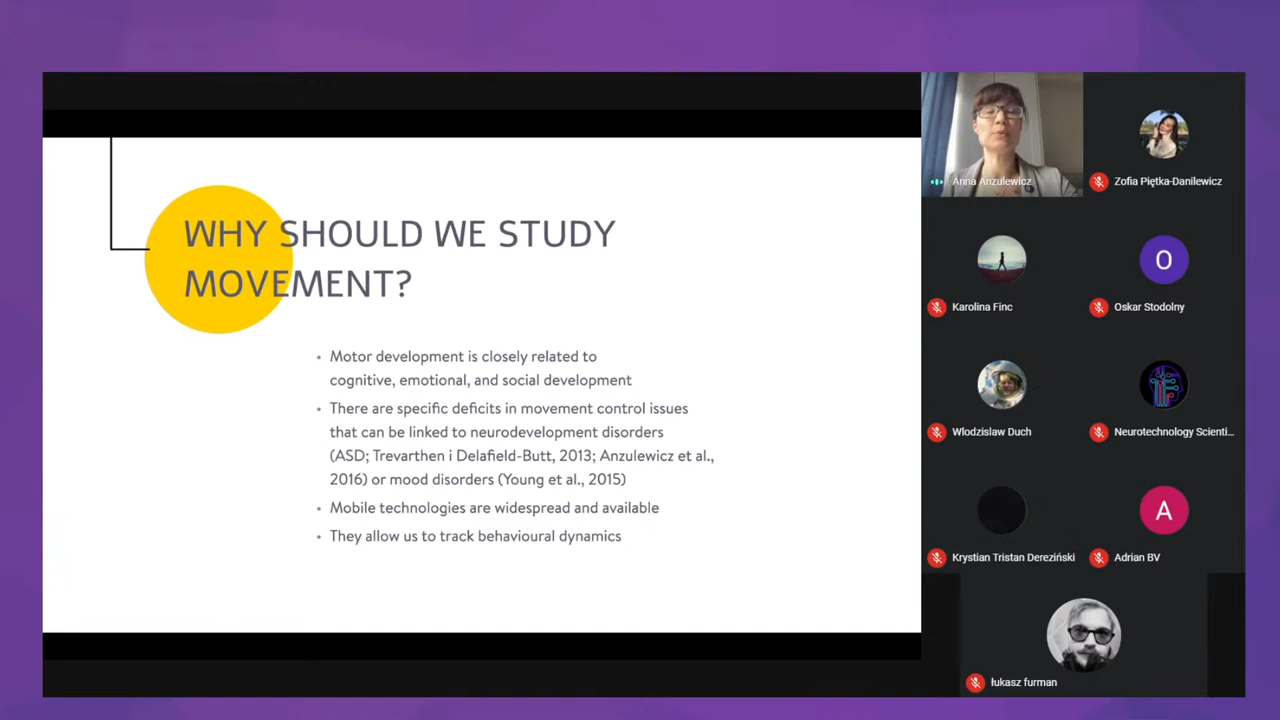 WHY SHOULD WE STUDY
MOVEMENT?
• Motor development is closely related to
cognitive, emotional, and social development
• There are specific deficits in movement control issues
that can be linked to neurodevelopment disorders
(ASD; Trevarthen i Delafield-Butt, 2013; Anzulewicz et al.,
2016) or mood disorders (Young et al., 2015)
• Mobile technologies are widespread and available
• They allow us to track behavioural dynamics
Anna Anzulewicz
Zofia Piętka-Danilewicz
Karolina Finc
O
Oskar Stodolny
Wlodzislaw Duch
Neurotechnology Scienti...
Krystian Tristan Dereziński
A
Adrian BV
łukasz furman